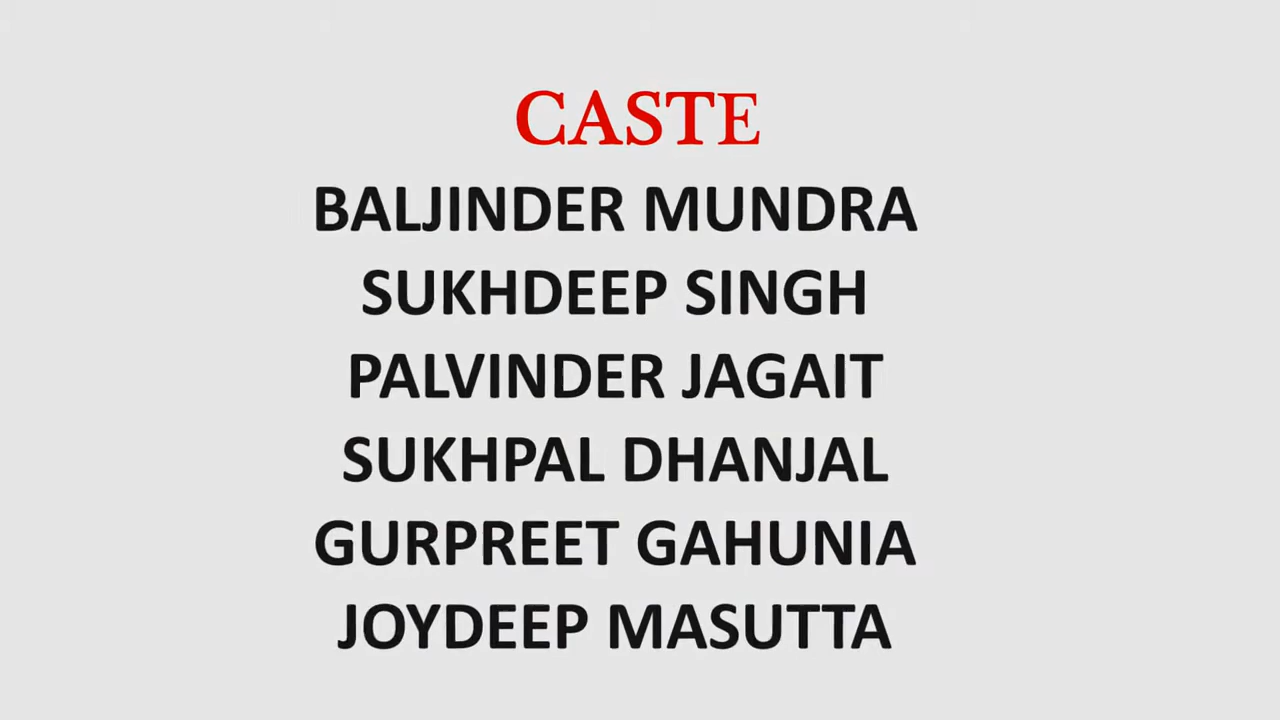 CASTE
BALJINDER MUNDRA
SUKHDEEP SINGH
PALVINDER JAGAIT
SUKHPAL DHANJAL
GURPREET GAHUNIA
JOYDEEP MASUTTA